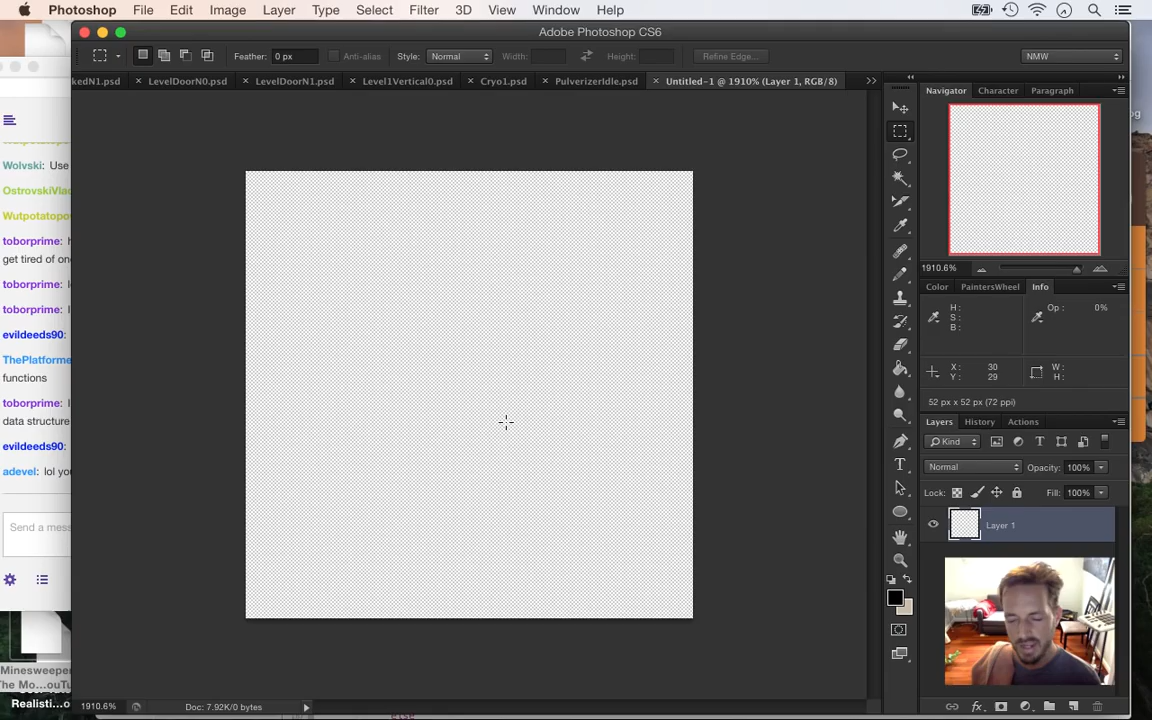 Photoshop File Edit Image Layer Type Select Filter 3D View Window Help
Adobe Photoshop CS6
Feather: 0 px Anti-alias Style: Normal Width: Height: Refine Edge... NMW
kedN1.psd × LevelDoorN0.psd × LevelDoorN1.psd × Level1Vertical0.psd × Cryo1.psd × PulverizerIdle.psd × Untitled-1 @ 1910% (Layer 1, RGB/8)
Wolvski: Use
OstrovskiVlad
Wutpotatopo
toborprime:
get tired of on
toborprime:
toborprime:
evildeeds90:
ThePlatforme
functions
toborprime:
data structure
evildeeds90:
adevel: lol yo
Send a mess
Minesweeper
The Mo...ouTu
Realisti...o
Navigator Character Paragraph
1910.6%
Color PaintersWheel Info
H:
S:
B:
Op: 0%
X: 30
Y: 29
W:
H:
52 px x 52 px (72 ppi)
Layers History Actions
Kind
Normal Opacity: 100%
Lock: Fill: 100%
Layer 1
1910.6% Doc: 7.92K/0 bytes
else